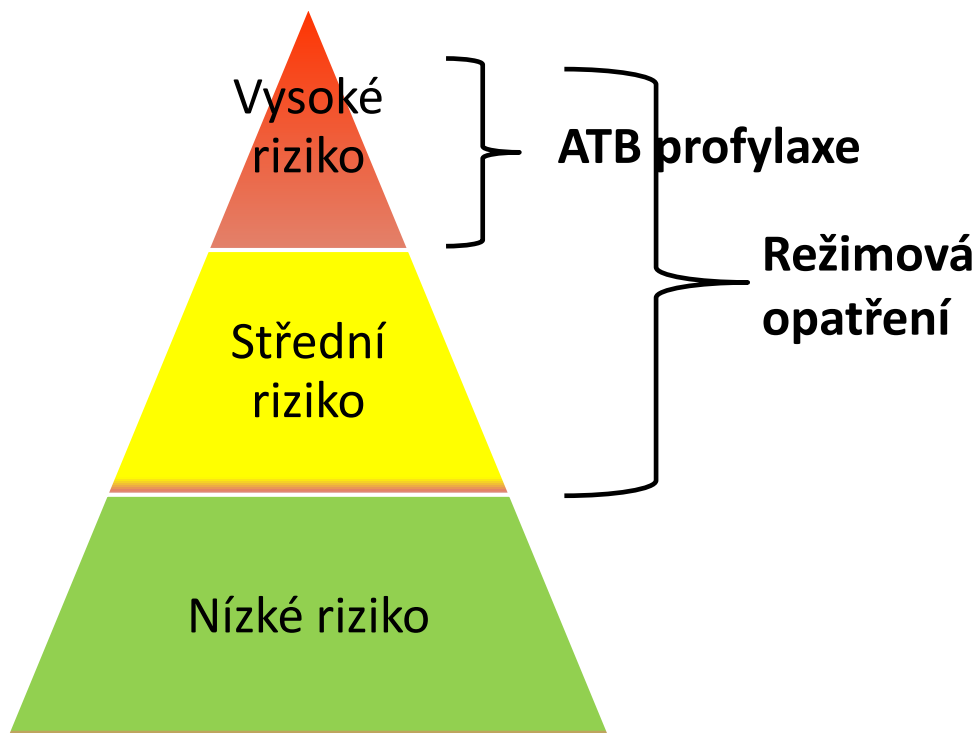 Vysoké
riziko
ATB profylaxe
Režimová
opatření
Střední
riziko
Nízké riziko